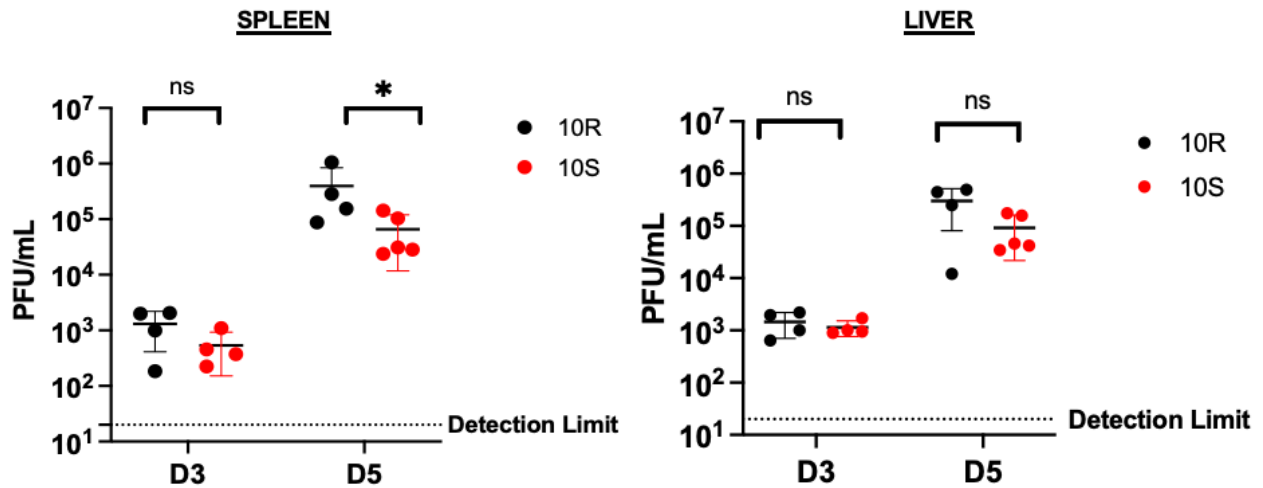 SPLEEN
ns
*
10⁷
10⁶
10⁵
10⁴
10³
10²
10¹
PFU/mL
10R
10S
Detection Limit
D3 D5
LIVER
ns
ns
10⁷
10⁶
10⁵
10⁴
10³
10²
10¹
PFU/mL
10R
10S
Detection Limit
D3 D5